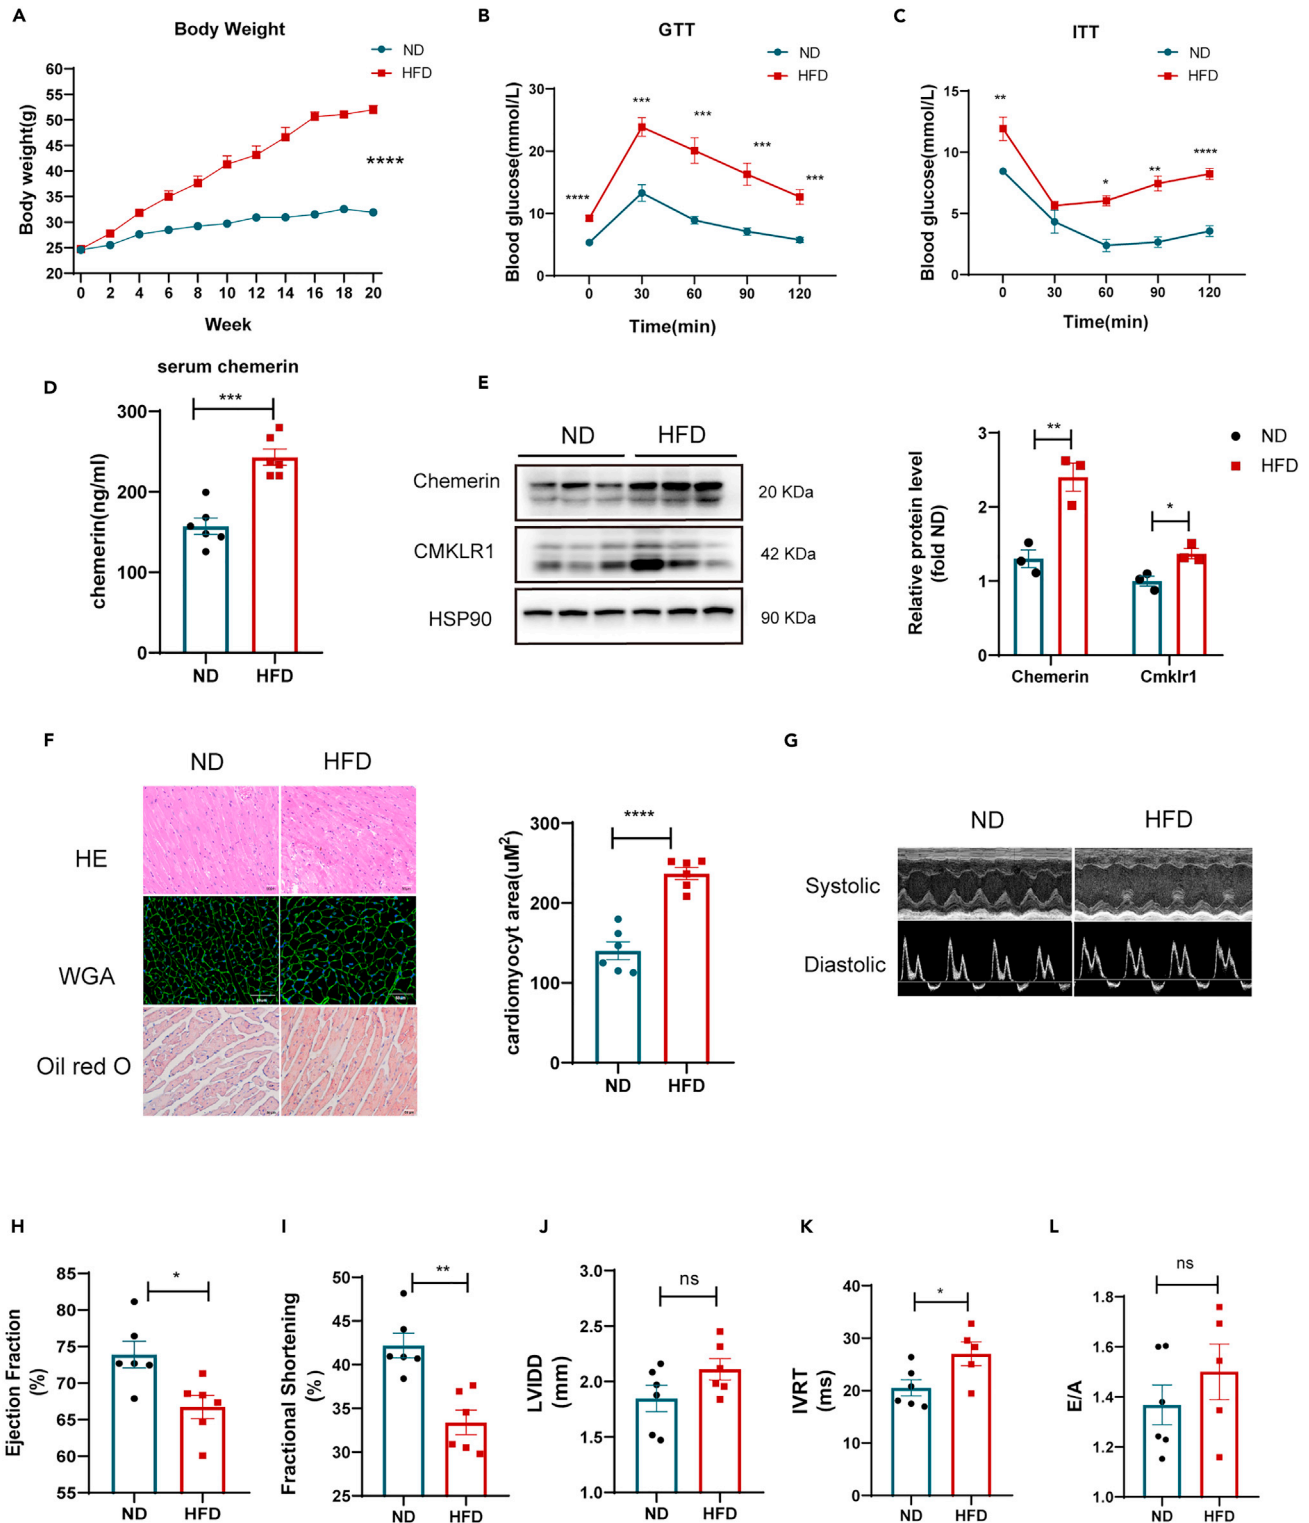 A
Body Weight
ND
HFD
Body weight(g)
60
55
50
45
40
35
30
25
20
****
0 2 4 6 8 10 12 14 16 18 20
Week
B
GTT
ND
HFD
Blood glucose(mmol/L)
30
20
10
0
**** *** *** *** ***
0 30 60 90 120
Time(min)
C
ITT
ND
HFD
Blood glucose(mmol/L)
15
10
5
0
** * ** ****
0 30 60 90 120
Time(min)
D
serum chemerin
***
chemerin(ng/ml)
300
200
100
0
ND HFD
E
ND HFD
Chemerin 20 KDa
CMKLR1 42 KDa
HSP90 90 KDa
Relative protein level
(fold ND)
3
2
1
0
** *
Chemerin Cmklr1
ND
HFD
F
ND HFD
HE
WGA
Oil red O
cardiomyocyt area(uM2)
300
200
100
0
****
ND HFD
G
ND HFD
Systolic
Diastolic
H
Ejection Fraction
(%)
85
80
75
70
65
60
55
*
ND HFD
I
Fractional Shortening
(%)
50
45
40
35
30
25
**
ND HFD
J
LVIDD
(mm)
3.0
2.5
2.0
1.5
1.0
ns
ND HFD
K
IVRT
(ms)
40
30
20
10
0
*
ND HFD
L
E/A
1.8
1.6
1.4
1.2
1.0
ns
ND HFD